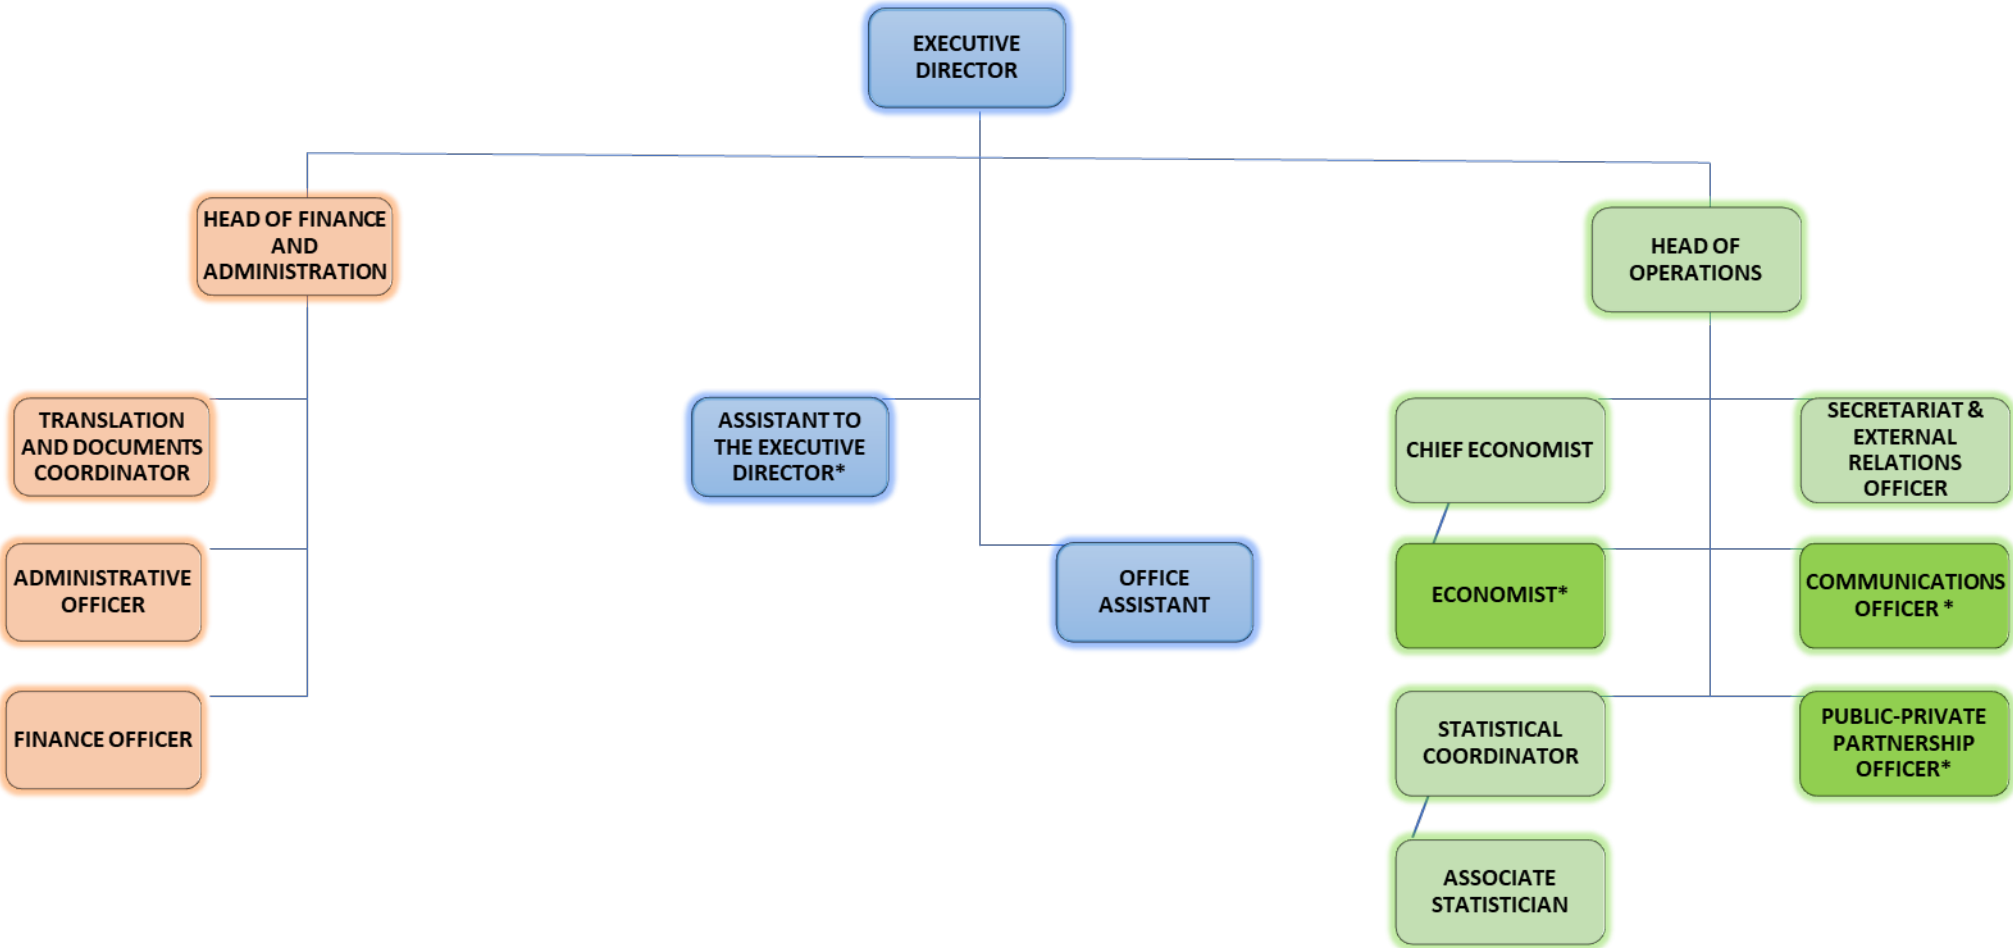 EXECUTIVE
DIRECTOR
HEAD OF FINANCE
AND
ADMINISTRATION
HEAD OF
OPERATIONS
TRANSLATION
AND DOCUMENTS
COORDINATOR
ASSISTANT TO
THE EXECUTIVE
DIRECTOR*
CHIEF ECONOMIST
SECRETARIAT &
EXTERNAL
RELATIONS
OFFICER
ADMINISTRATIVE
OFFICER
OFFICE
ASSISTANT
ECONOMIST*
COMMUNICATIONS
OFFICER *
FINANCE OFFICER
STATISTICAL
COORDINATOR
PUBLIC-PRIVATE
PARTNERSHIP
OFFICER*
ASSOCIATE
STATISTICIAN